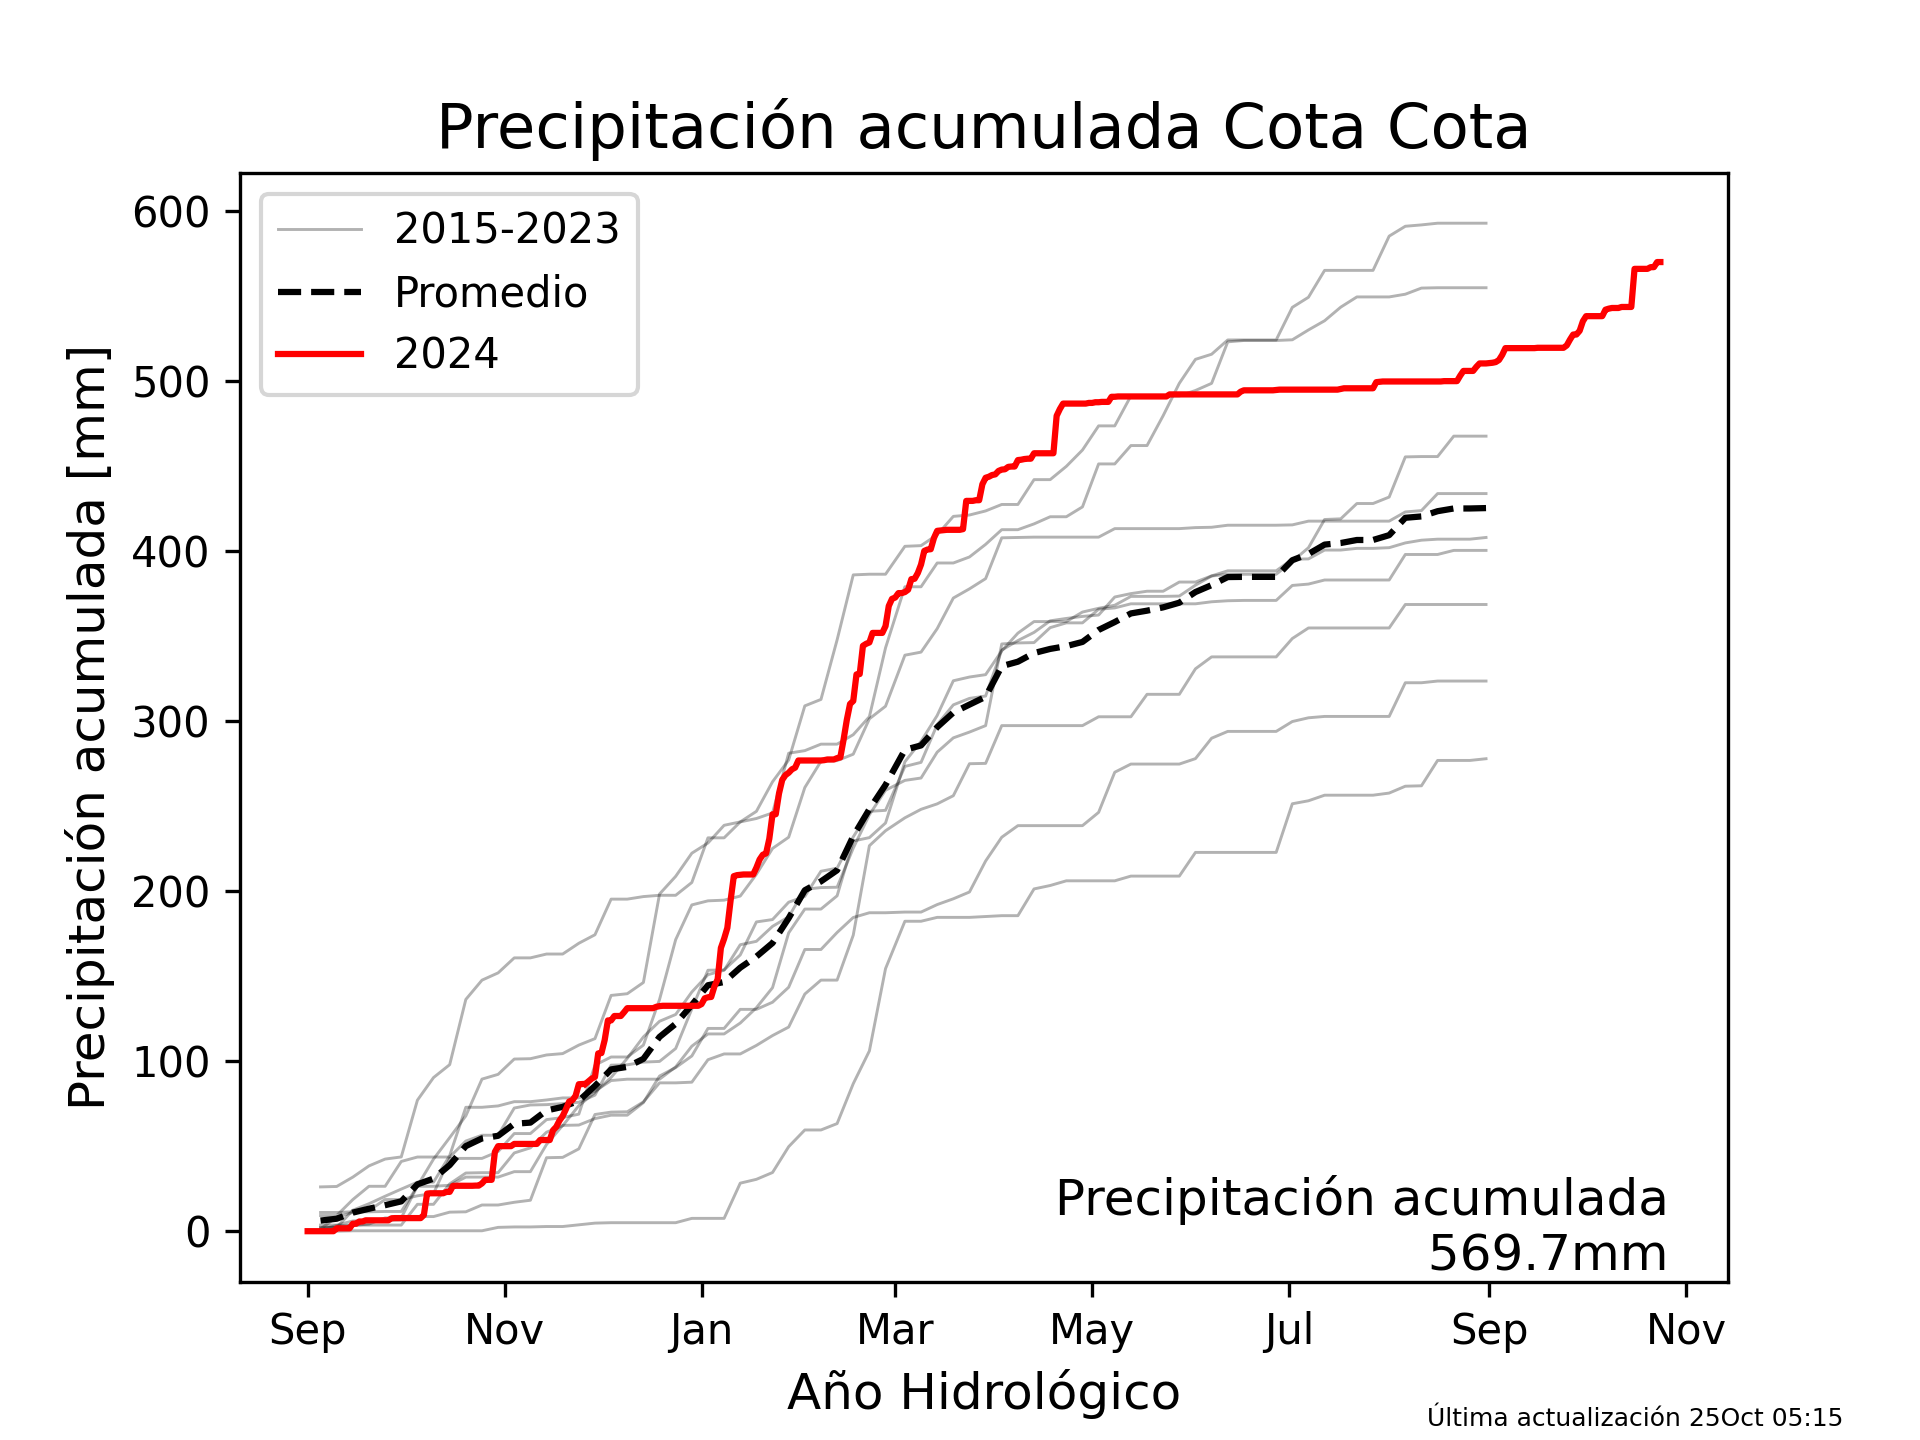 Precipitación acumulada Cota Cota
2015-2023
Promedio
2024
600
500
400
300
200
100
0
Precipitación acumulada [mm]
Precipitación acumulada
569.7mm
Sep Nov Jan Mar May Jul Sep Nov
Año Hidrológico
Última actualización 25Oct 05:15